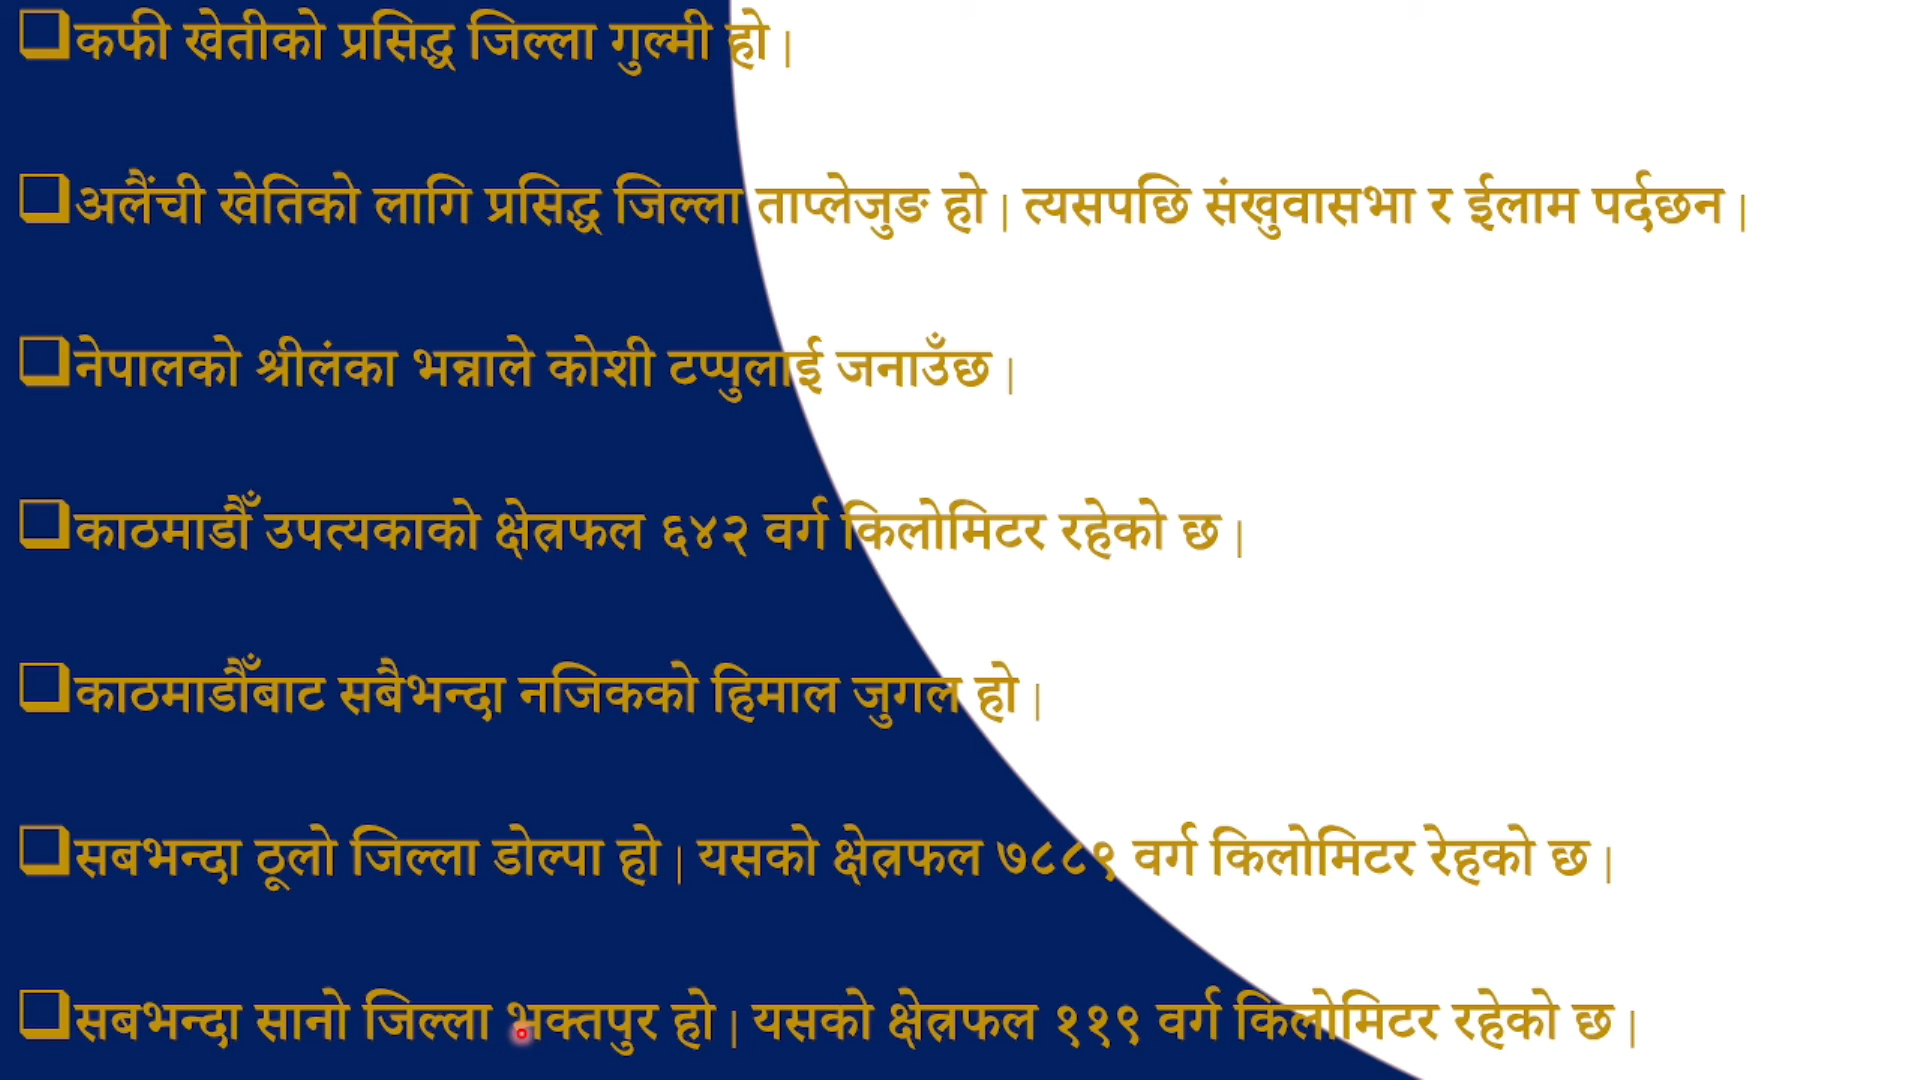 कफी खेतीको प्रसिद्ध जिल्ला गुल्मी हो |
अलैंची खेतिको लागि प्रसिद्ध जिल्ला ताप्लेजुङ हो | त्यसपछि संखुवासभा र ईलाम पर्दछन |
नेपालको श्रीलंका भन्नाले कोशी टप्पुलाई जनाउँछ |
काठमाडौँ उपत्यकाको क्षेत्रफल ६४२ वर्ग किलोमिटर रहेको छ |
काठमाडौँबाट सबैभन्दा नजिकको हिमाल जुगल हो |
सबभन्दा ठूलो जिल्ला डोल्पा हो | यसको क्षेत्रफल ७८८९ वर्ग किलोमिटर रेहको छ |
सबभन्दा सानो जिल्ला भक्तपुर हो | यसको क्षेत्रफल ११९ वर्ग किलोमिटर रहेको छ |